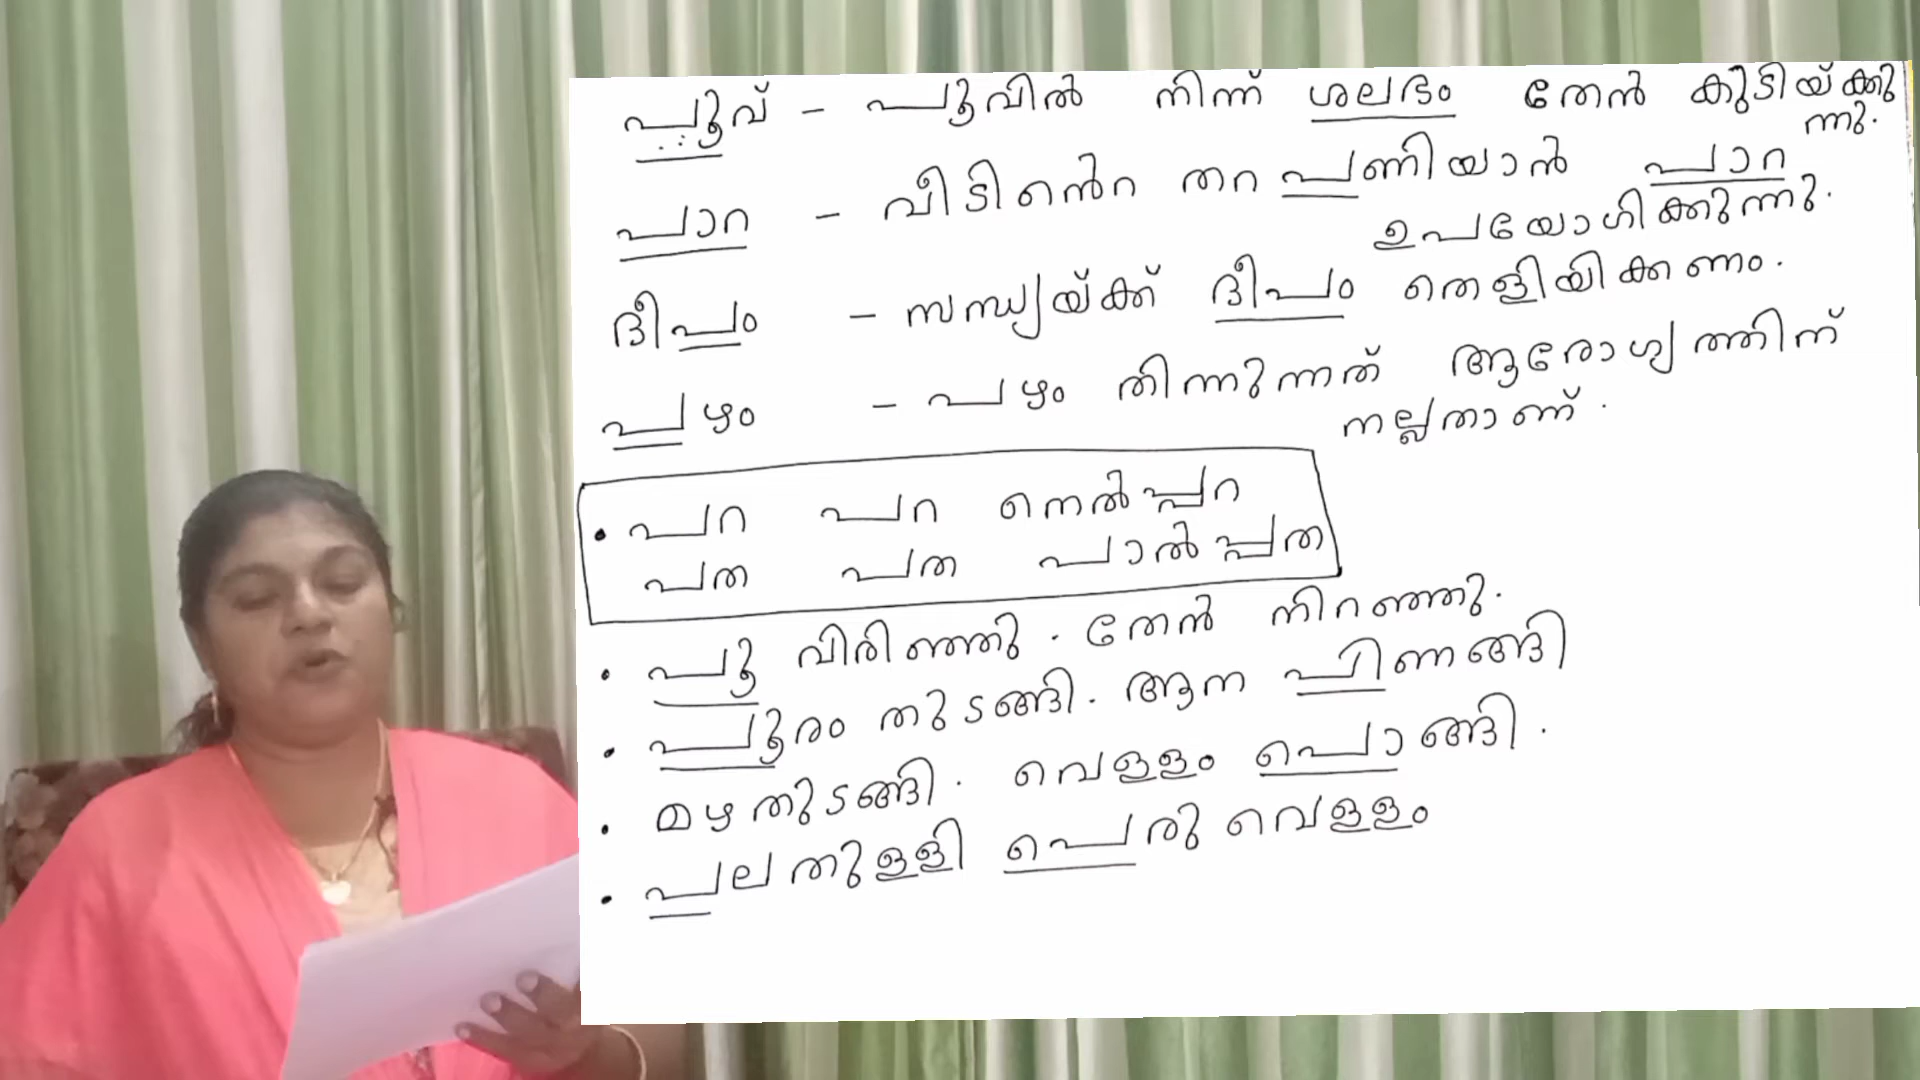 പൂവ് – പൂവിൽ നിന്ന് ശലഭം തേൻ കുടിയ്ക്കു
ന്നു.
പാറ – വീടിൻെറ തറ പണിയാൻ പാറ
ഉപയോഗിക്കുന്നു.
ദീപം – സന്ധ്യയ്ക്ക് ദീപം തെളിയിക്കണം.
പഴം – പഴം തിന്നുന്നത് ആരോഗ്യത്തിന്
നല്ലതാണ്.
• പറ പറ നെൽപ്പറ
പത പത പാൽപ്പത
• പൂ വിരിഞ്ഞു. തേൻ നിറഞ്ഞു.
• പൂരം തുടങ്ങി. ആന പിണങ്ങി
• മഴ തുടങ്ങി. വെള്ളം പൊങ്ങി.
• പലതുള്ളി പെരുവെള്ളം